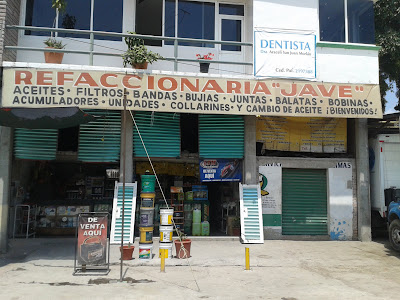 DENTISTA
REFACCIONARIA "JAVE"
ACEITES · FILTROS · BANDAS · BUJIAS · JUNTAS · BALATAS · BOBINAS
ACUMULADORES · UNIDADES · COLLARINES · Y CAMBIO DE ACEITE ¡BIENVENIDOS!
DE
VENTA
AQUÍ